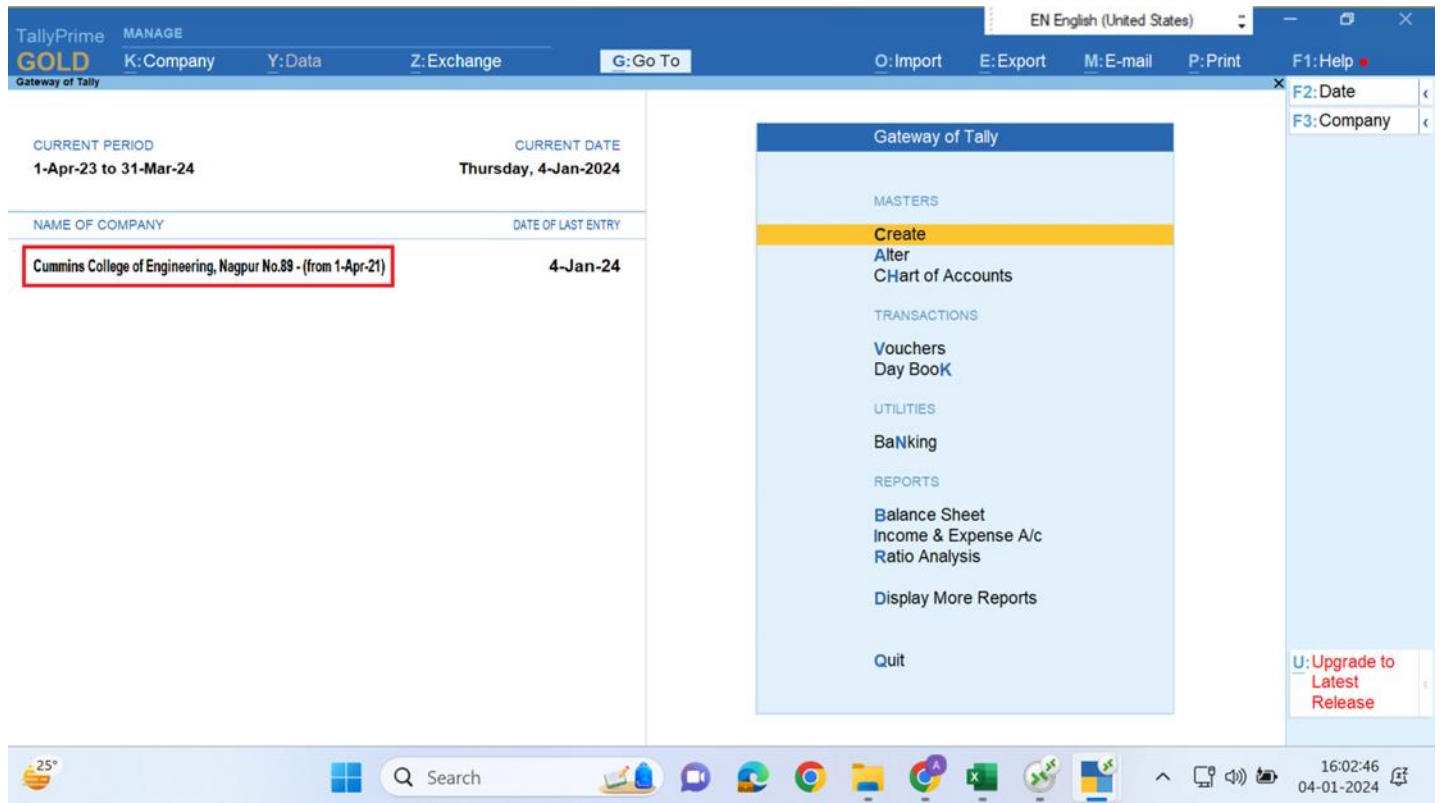 EN English (United States)
TallyPrime MANAGE
GOLD K:Company Y:Data Z:Exchange G:Go To O:Import E:Export M:E-mail P:Print F1:Help
Gateway of Tally
F2:Date
F3:Company
CURRENT PERIOD CURRENT DATE
1-Apr-23 to 31-Mar-24 Thursday, 4-Jan-2024
NAME OF COMPANY DATE OF LAST ENTRY
Cummins College of Engineering, Nagpur No.89 - (from 1-Apr-21) 4-Jan-24
Gateway of Tally
MASTERS
Create
Alter
CHart of Accounts
TRANSACTIONS
Vouchers
Day BooK
UTILITIES
BaNking
REPORTS
Balance Sheet
Income & Expense A/c
Ratio Analysis
Display More Reports
Quit
U:Upgrade to
Latest
Release
25°
Search
16:02:46
04-01-2024